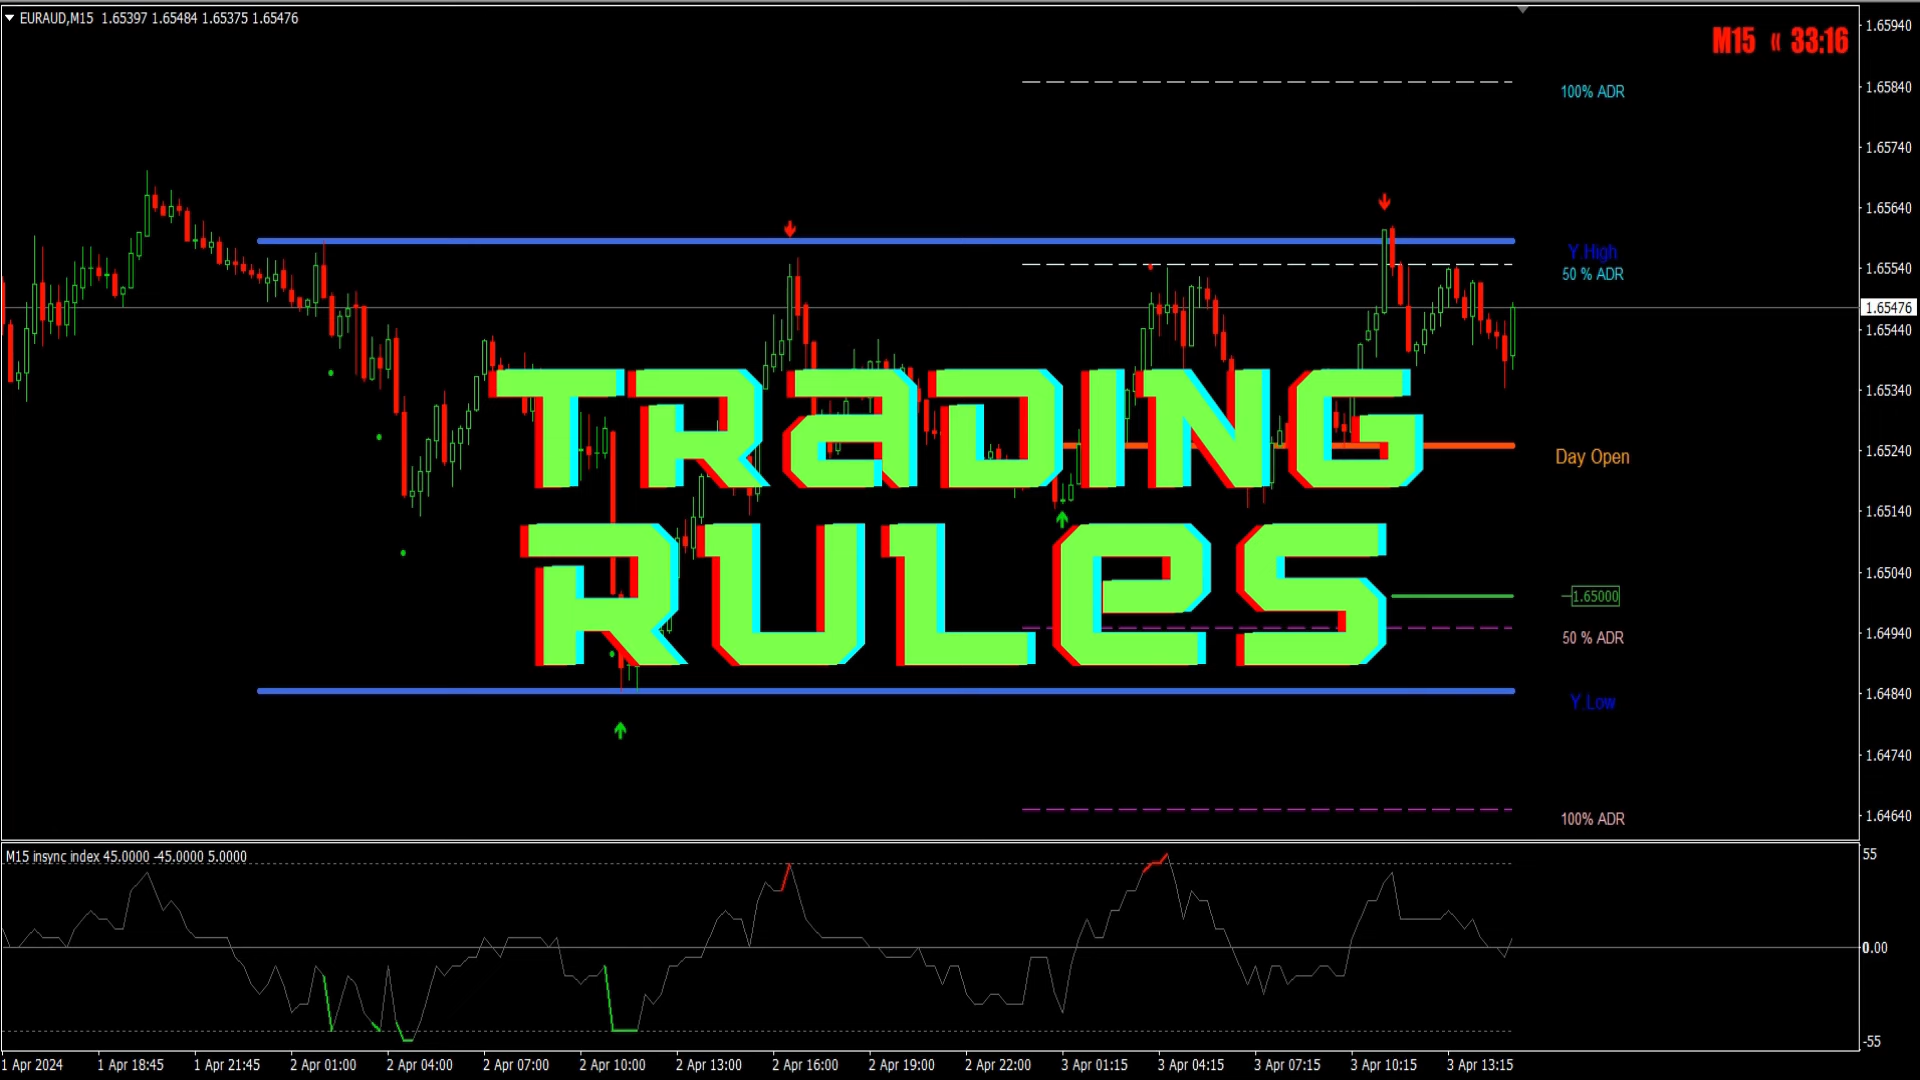 EURAUD,M15 1.65397 1.65484 1.65375 1.65476
M15 « 33:16
1.65940
100% ADR
1.65840
1.65740
1.65640
Y High
50 % ADR
1.65540
1.65476
1.65440
TRADING
1.65340
Day Open
1.65240
RULES
1.65140
1.65040
1.65000
1.64940
50 % ADR
Y Low
1.64840
1.64740
100% ADR
1.64640
M15 insync index 45.0000 -45.0000 5.0000
55
0.00
-55
1 Apr 2024 1 Apr 18:45 1 Apr 21:45 2 Apr 01:00 2 Apr 04:00 2 Apr 07:00 2 Apr 10:00 2 Apr 13:00 2 Apr 16:00 2 Apr 19:00 2 Apr 22:00 3 Apr 01:15 3 Apr 04:15 3 Apr 07:15 3 Apr 10:15 3 Apr 13:15